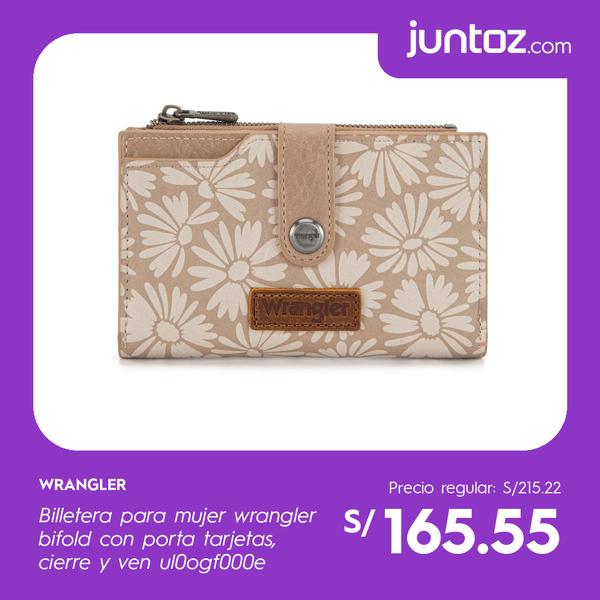 juntoz.com
Wrangler
WRANGLER
Billetera para mujer wrangler
bifold con porta tarjetas,
cierre y ven ul0ogf000e
Precio regular: S/215.22
S/ 165.55